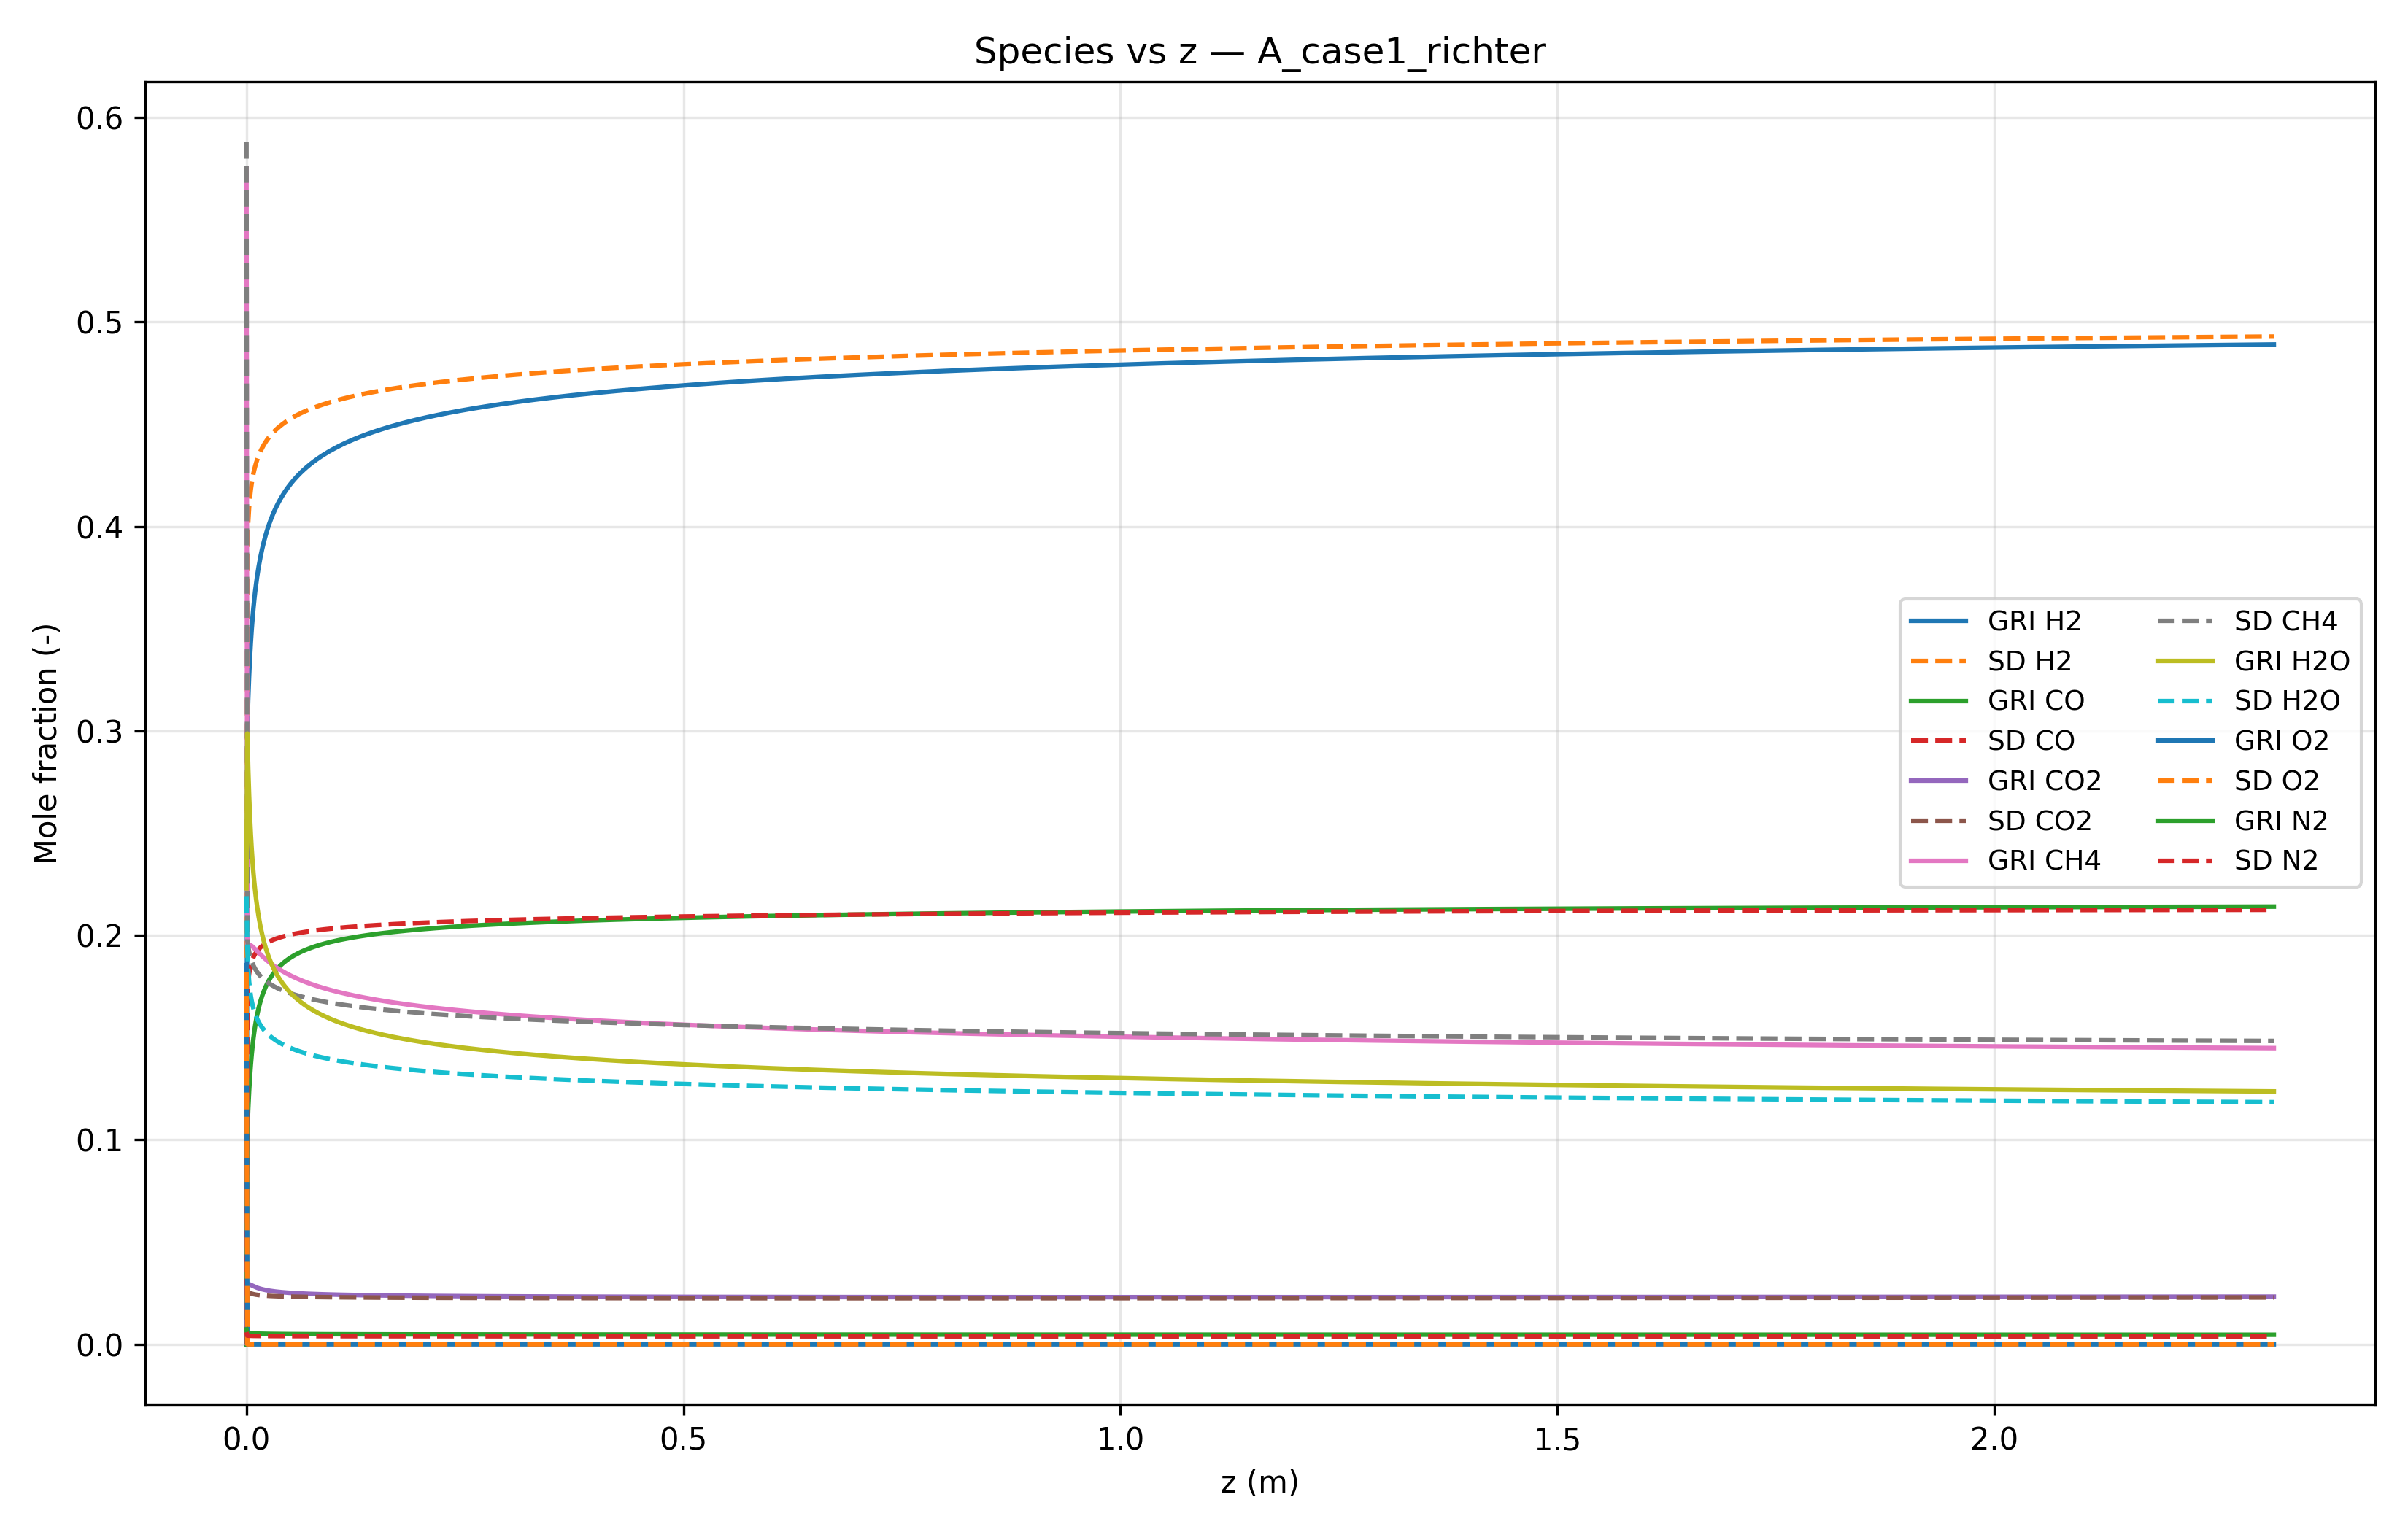 Species vs z — A_case1_richter
Mole fraction (-)
0.6
0.5
0.4
0.3
0.2
0.1
0.0
GRI H2
SD H2
GRI CO
SD CO
GRI CO2
SD CO2
GRI CH4
SD CH4
GRI H2O
SD H2O
GRI O2
SD O2
GRI N2
SD N2
0.0 0.5 1.0 1.5 2.0
z (m)